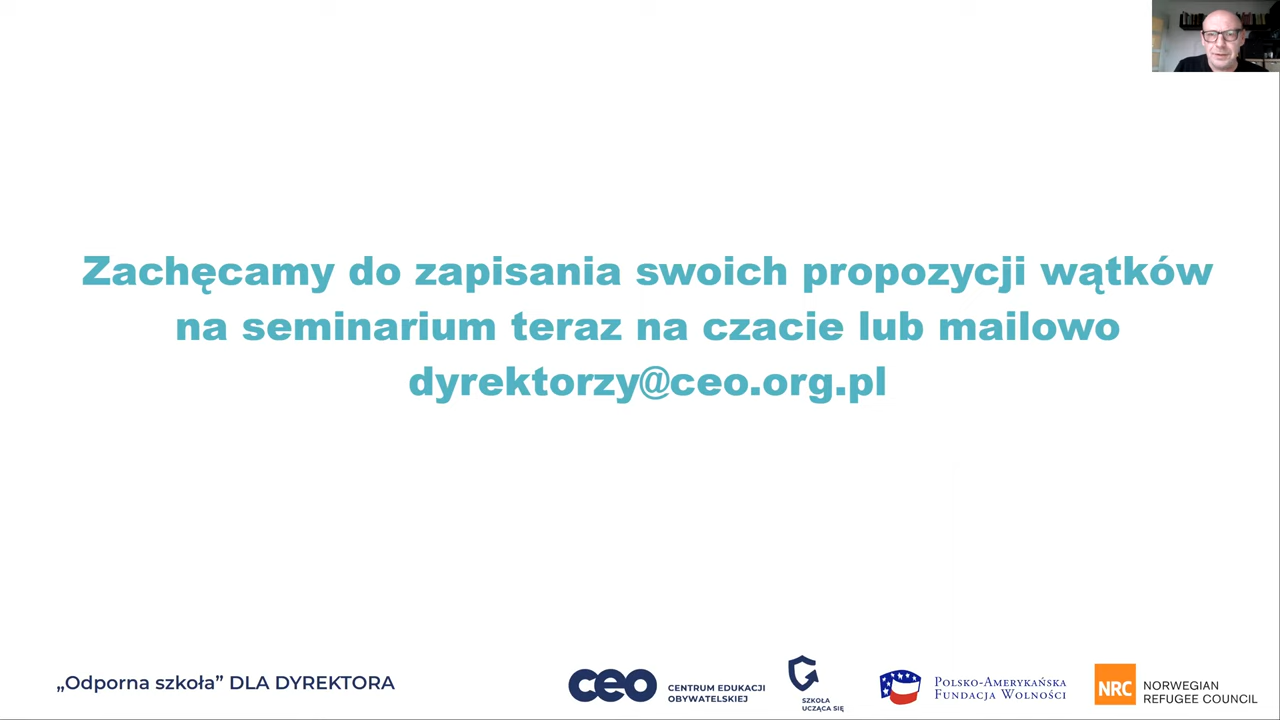 Zachęcamy do zapisania swoich propozycji wątków
na seminarium teraz na czacie lub mailowo
dyrektorzy@ceo.org.pl
„Odporna szkoła” DLA DYREKTORA
ceo
CENTRUM EDUKACJI
OBYWATELSKIEJ
SZKOŁA
UCZĄCA SIĘ
POLSKO-AMERYKAŃSKA
FUNDACJA WOLNOŚCI
NRC
NORWEGIAN
REFUGEE COUNCIL